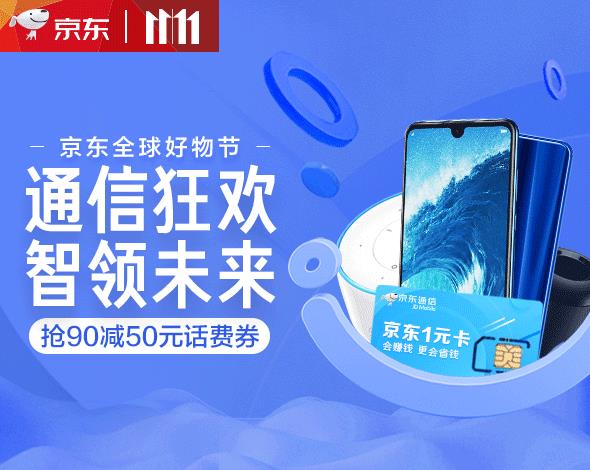 京东 11.11
京东全球好物节
通信狂欢
智领未来
抢90减50元话费券
京东通信
JD Mobile
京东1元卡
会赚钱 更会省钱